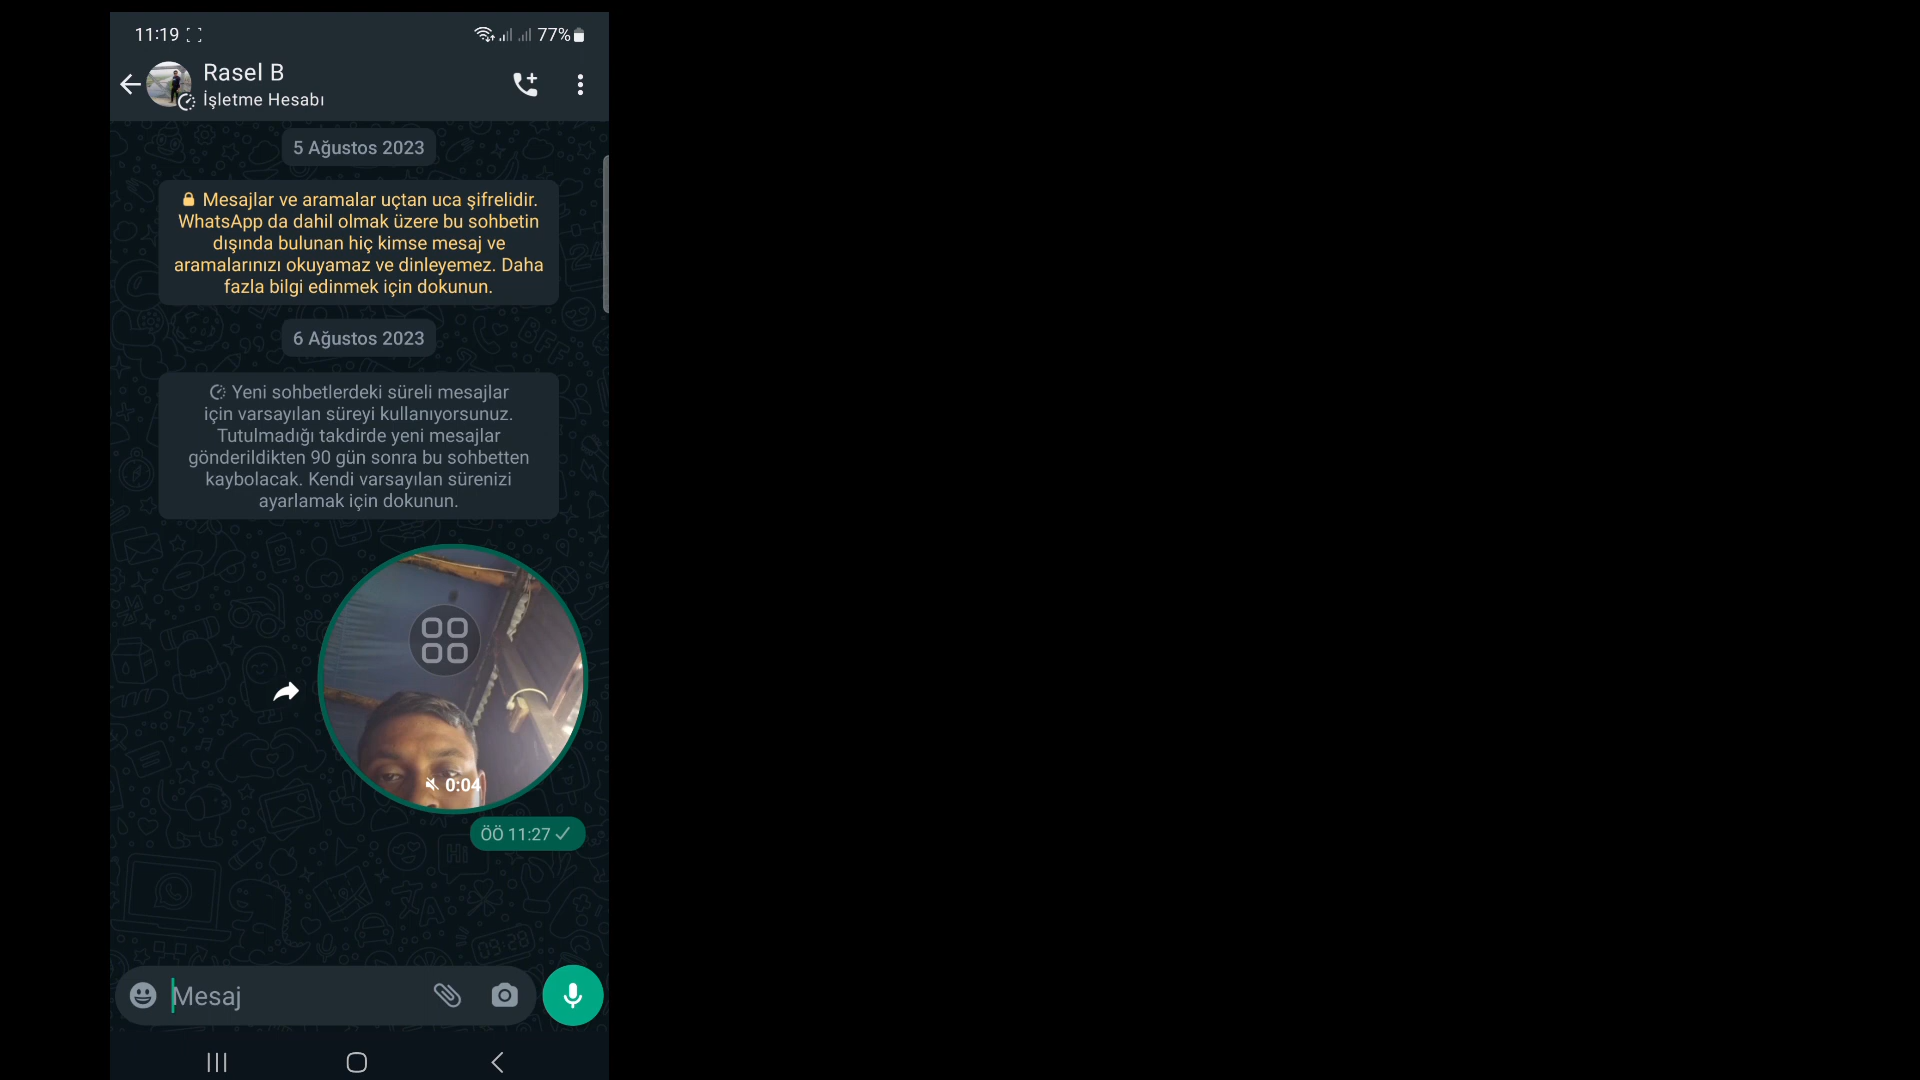 11:19 77%
Rasel B
İşletme Hesabı
5 Ağustos 2023
Mesajlar ve aramalar uçtan uca şifrelidir.
WhatsApp da dahil olmak üzere bu sohbetin
dışında bulunan hiç kimse mesaj ve
aramalarınızı okuyamaz ve dinleyemez. Daha
fazla bilgi edinmek için dokunun.
6 Ağustos 2023
Yeni sohbetlerdeki süreli mesajlar
için varsayılan süreyi kullanıyorsunuz.
Tutulmadığı takdirde yeni mesajlar
gönderildikten 90 gün sonra bu sohbetten
kaybolacak. Kendi varsayılan sürenizi
ayarlamak için dokunun.
0:04
ÖÖ 11:27
Mesaj